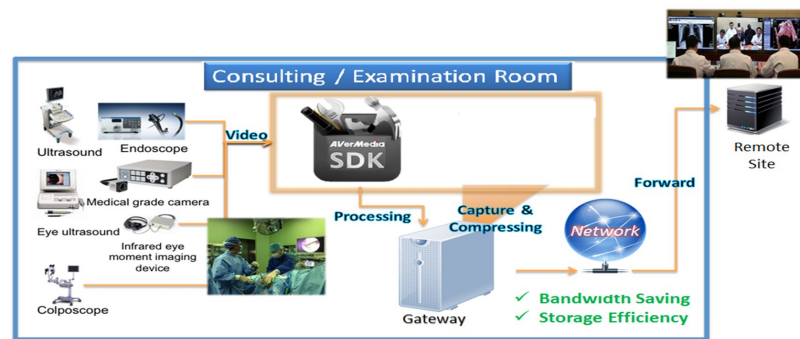 Consulting / Examination Room
Ultrasound
Endoscope
Video
AVerMedia
SDK
Remote
Site
Medical grade camera
Forward
Processing
Capture &
Compressing
Network
Eye ultrasound
Infrared eye
moment imaging
device
Colposcope
Gateway
✓ Bandwidth Saving
✓ Storage Efficiency